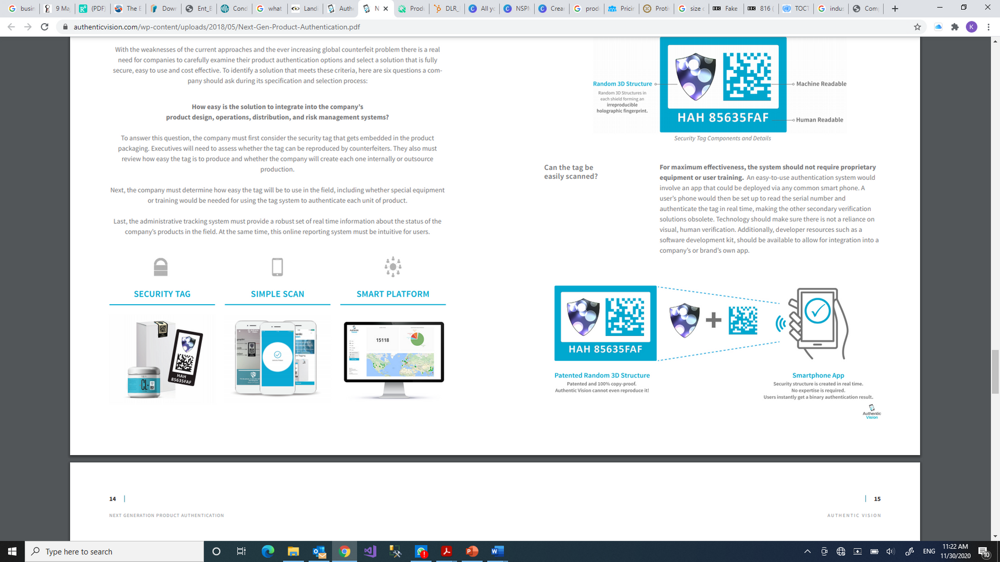 busin
9 Ma
(PDF)
The E
Down
Ent_E
Cond
what
Landi
Authe
N
Produ
DLR_
All yo
NSPM
Crea
prod
Pricin
Protiv
size o
Fake
816 (
TOCT
indus
Comp
authenticvision.com/wp-content/uploads/2018/05/Next-Gen-Product-Authentication.pdf
K
With the weaknesses of the current approaches and the ever increasing global counterfeit problem there is a real
need for companies to carefully examine their product authentication options and select a solution that is fully
secure, easy to use and cost effective. To identify a solution that meets these criteria, here are six questions a com-
pany should ask during its specification and selection process:
How easy is the solution to integrate into the company's
product design, operations, distribution, and risk management systems?
To answer this question, the company must first consider the security tag that gets embedded in the product
packaging. Executives will need to assess whether the tag can be reproduced by counterfeiters. They also must
review how easy the tag is to produce and whether the company will create each one internally or outsource
production.
Next, the company must determine how easy the tag will be to use in the field, including whether special equipment
or training would be needed for using the tag system to authenticate each unit of product.
Last, the administrative tracking system must provide a robust set of real time information about the status of the
company's products in the field. At the same time, this online reporting system must be intuitive for users.
SECURITY TAG
SIMPLE SCAN
SMART PLATFORM
HAH
85635FAF
CL
15118
Random 3D Structure
Random 3D Structures in
each shield forming an
irreproducible
holographic fingerprint.
Machine Readable
HAH 85635FAF
Human Readable
Security Tag Components and Details
Can the tag be
easily scanned?
For maximum effectiveness, the system should not require proprietary
equipment or user training. An easy-to-use authentication system would
involve an app that could be deployed via any common smart phone. A
user's phone would then be set up to read the serial number and
authenticate the tag in real time, making the other secondary verification
solutions obsolete. Technology should make sure there is not a reliance on
visual, human verification. Additionally, developer resources such as a
software development kit, should be available to allow for integration into a
company's or brand's own app.
HAH 85635FAF
Patented Random 3D Structure
Patented and 100% copy-proof.
Authentic Vision cannot even reproduce it!
Smartphone App
Security structure is created in real time.
No expertise is required.
Users instantly get a binary authentication result.
Authentic
Vision
14
NEXT GENERATION PRODUCT AUTHENTICATION
15
AUTHENTIC VISION
Type here to search
ENG
11:22 AM
11/30/2020
10